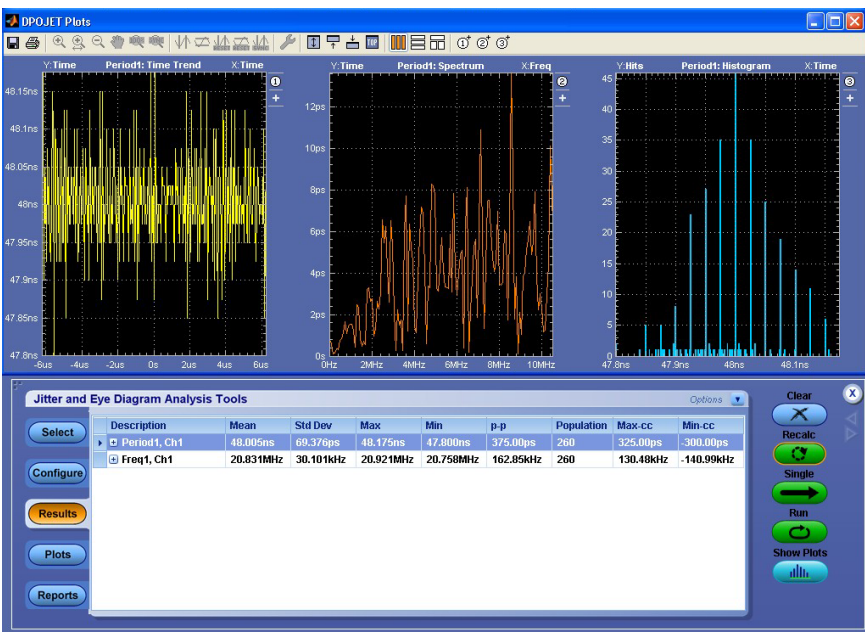 DPOJET Plots
TOP
Y:Time Period1: Time Trend X:Time
48.15ns
48.1ns
48.05ns
48ns
47.95ns
47.9ns
47.85ns
47.8ns
-6us -4us -2us 0s 2us 4us 6us
1
+
Y:Time Period1: Spectrum X:Freq
12ps
10ps
8ps
6ps
4ps
2ps
0s
0Hz 2MHz 4MHz 6MHz 8MHz 10MHz
2
+
Y:Hits Period1: Histogram X:Time
45
40
35
30
25
20
15
10
5
0
47.8ns 47.9ns 48ns 48.1ns
3
+
Jitter and Eye Diagram Analysis Tools
Options
Select
Configure
Results
Plots
Reports
Description Mean Std Dev Max Min p-p Population Max-cc Min-cc
Period1, Ch1 48.005ns 69.376ps 48.175ns 47.800ns 375.00ps 260 325.00ps -300.00ps
Freq1, Ch1 20.831MHz 30.101kHz 20.921MHz 20.758MHz 162.85kHz 260 130.48kHz -140.99kHz
Clear
Recalc
Single
Run
Show Plots